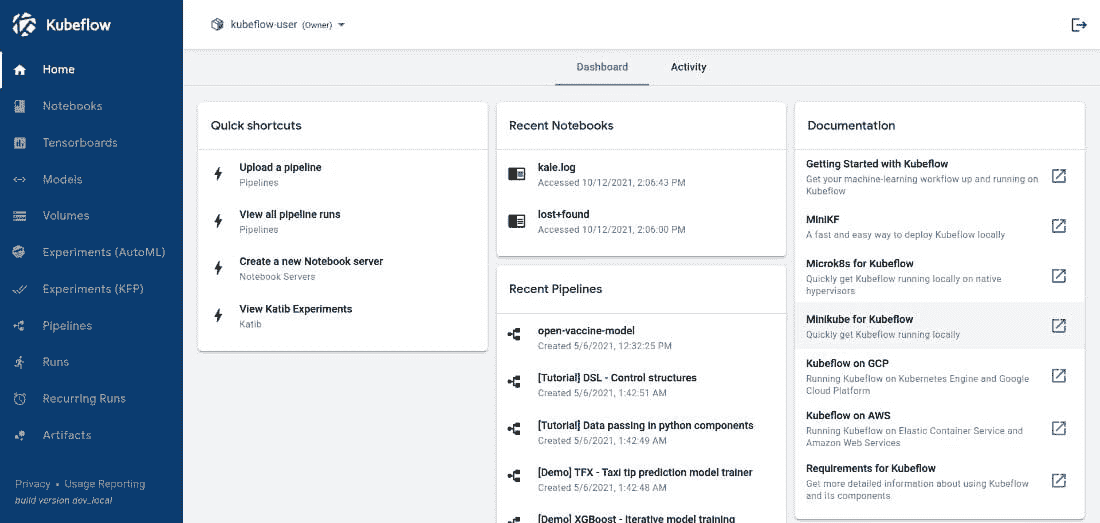 Kubeflow
kubeflow-user (Owner)
Home
Notebooks
Tensorboards
Models
Volumes
Experiments (AutoML)
Experiments (KFP)
Pipelines
Runs
Recurring Runs
Artifacts
Privacy • Usage Reporting
build version dev_local
Dashboard
Activity
Quick shortcuts
Upload a pipeline
Pipelines
View all pipeline runs
Pipelines
Create a new Notebook server
Notebook Servers
View Katib Experiments
Katib
Recent Notebooks
kale.log
Accessed 10/12/2021, 2:06:43 PM
lost+found
Accessed 10/12/2021, 2:06:00 PM
Recent Pipelines
open-vaccine-model
Created 5/6/2021, 12:32:25 PM
[Tutorial] DSL - Control structures
Created 5/6/2021, 1:42:51 AM
[Tutorial] Data passing in python components
Created 5/6/2021, 1:42:49 AM
[Demo] TFX - Taxi tip prediction model trainer
Created 5/6/2021, 1:42:48 AM
[Demo] XGBoost - Iterative model training
Documentation
Getting Started with Kubeflow
Get your machine-learning workflow up and running on
Kubeflow
MiniKF
A fast and easy way to deploy Kubeflow locally
Microk8s for Kubeflow
Quickly get Kubeflow running locally on native
hypervisors
Minikube for Kubeflow
Quickly get Kubeflow running locally
Kubeflow on GCP
Running Kubeflow on Kubernetes Engine and Google
Cloud Platform
Kubeflow on AWS
Running Kubeflow on Elastic Container Service and
Amazon Web Services
Requirements for Kubeflow
Get more detailed information about using Kubeflow
and its components